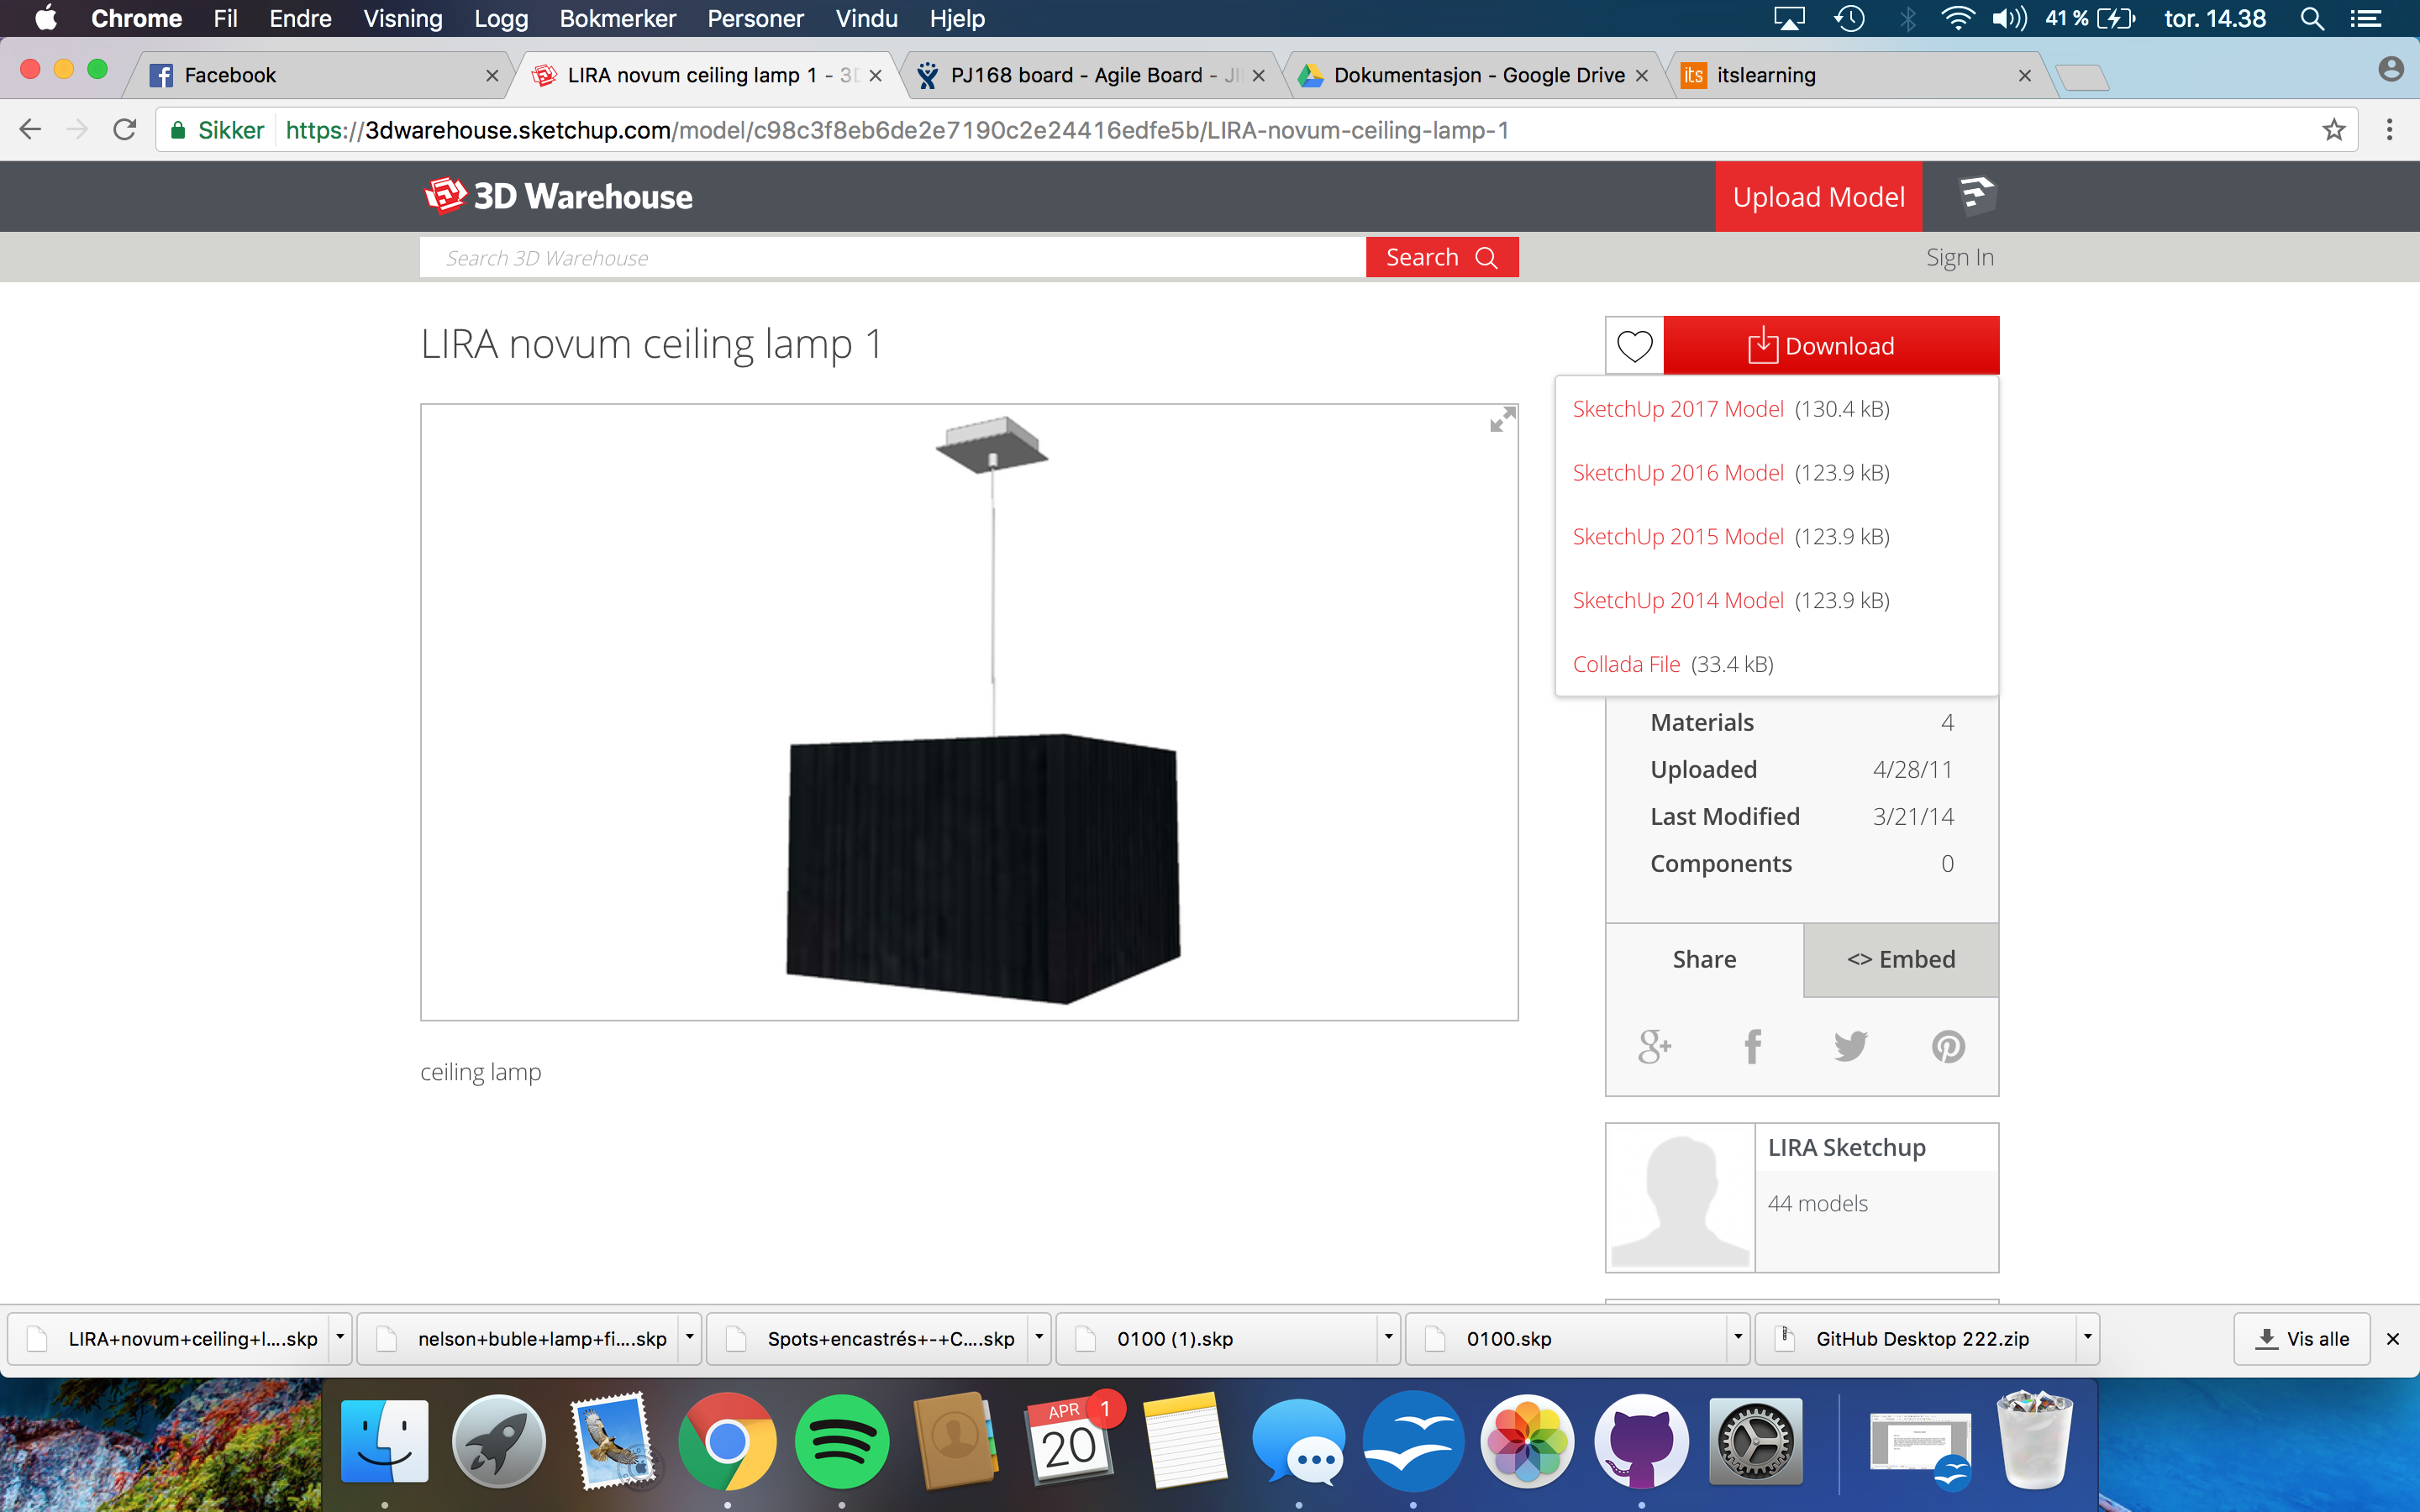 Chrome Fil Endre Visning Logg Bokmerker Personer Vindu Hjelp 41 % tor. 14.38
Facebook LIRA novum ceiling lamp 1 - 3D PJ168 board - Agile Board - JI Dokumentasjon - Google Drive its itslearning
Sikker https://3dwarehouse.sketchup.com/model/c98c3f8eb6de2e7190c2e24416edfe5b/LIRA-novum-ceiling-lamp-1
3D Warehouse Upload Model
Search 3D Warehouse Search Sign In
LIRA novum ceiling lamp 1
Download
SketchUp 2017 Model (130.4 kB)
SketchUp 2016 Model (123.9 kB)
SketchUp 2015 Model (123.9 kB)
SketchUp 2014 Model (123.9 kB)
Collada File (33.4 kB)
Materials 4
Uploaded 4/28/11
Last Modified 3/21/14
Components 0
Share <> Embed
ceiling lamp
LIRA Sketchup
44 models
LIRA+novum+ceiling+l....skp nelson+buble+lamp+fi....skp Spots+encastrés+-+C....skp 0100 (1).skp 0100.skp GitHub Desktop 222.zip Vis alle
APR 1
20